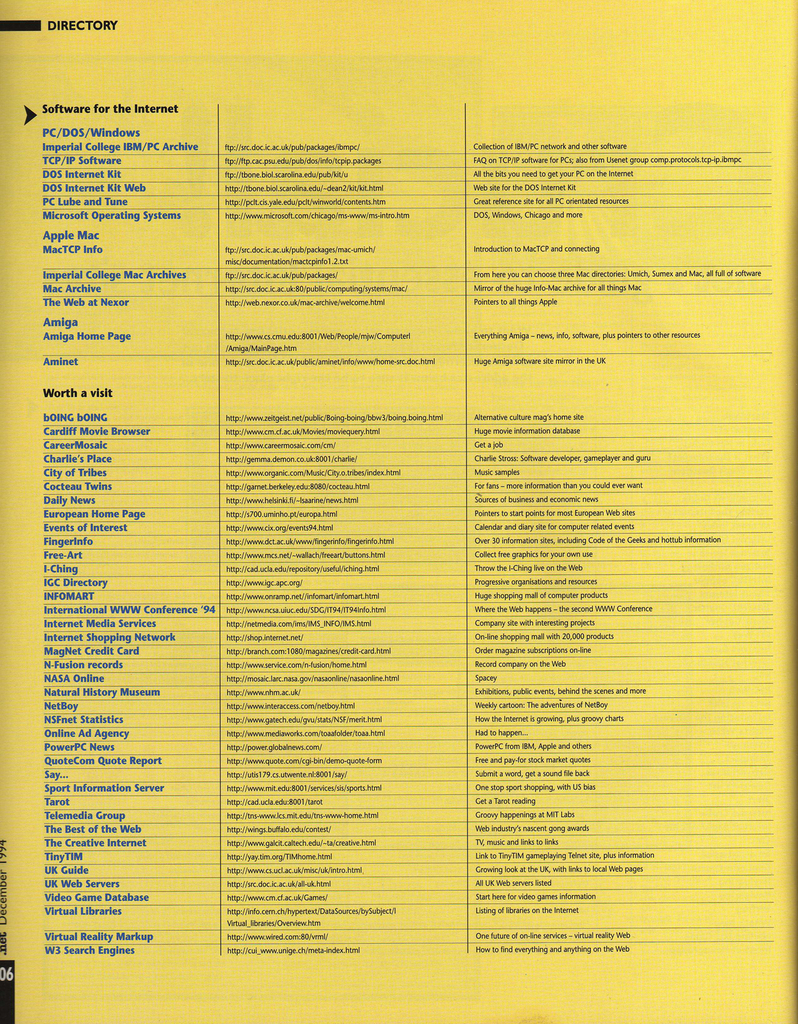 DIRECTORY
Software for the Internet
PC/DOS/Windows
Imperial College IBM/PC Archive ftp://src.doc.ic.ac.uk/pub/packages/ibmpc/ Collection of IBM/PC network and other software
TCP/IP Software ftp://ftp.cac.psu.edu/pub/dos/info/tcpip.packages FAQ on TCP/IP software for PCs; also from Usenet group comp.protocols.tcp-ip.ibmpc
DOS Internet Kit ftp://tbone.biol.scarolina.edu/pub/kit/u All the bits you need to get your PC on the Internet
DOS Internet Kit Web http://tbone.biol.scarolina.edu/~dean2/kit/kit.html Web site for the DOS Internet Kit
PC Lube and Tune http://pclt.cis.yale.edu/pclt/winworld/contents.htm Great reference site for all PC orientated resources
Microsoft Operating Systems http://www.microsoft.com/chicago/ms-www/ms-intro.htm DOS, Windows, Chicago and more
Apple Mac
MacTCP Info ftp://src.doc.ic.ac.uk/pub/packages/mac-umich/ Introduction to MacTCP and connecting
misc/documentation/mactcpinfo1.2.txt
Imperial College Mac Archives ftp://src.doc.ic.ac.uk/pub/packages/ From here you can choose three Mac directories: Umich, Sumex and Mac, all full of software
Mac Archive http://src.doc.ic.ac.uk:80/public/computing/systems/mac/ Mirror of the huge Info-Mac archive for all things Mac
The Web at Nexor http://web.nexor.co.uk/mac-archive/welcome.html Pointers to all things Apple
Amiga
Amiga Home Page http://www.cs.cmu.edu:8001/Web/People/mjw/Computerl Everything Amiga – news, info, software, plus pointers to other resources
/Amiga/MainPage.htm
Aminet http://src.doc.ic.ac.uk/public/aminet/info/www/home-src.doc.html Huge Amiga software site mirror in the UK
Worth a visit
bOING bOING http://www.zeitgeist.net/public/Boing-boing/bbw3/boing.boing.html Alternative culture mag's home site
Cardiff Movie Browser http://www.cm.cf.ac.uk/Movies/moviequery.html Huge movie information database
CareerMosaic http://www.careermosaic.com/cm/ Get a job
Charlie's Place http://gemma.demon.co.uk:8001/charlie/ Charlie Stross: Software developer, gameplayer and guru
City of Tribes http://www.organic.com/Music/City.o.tribes/index.html Music samples
Cocteau Twins http://garnet.berkeley.edu:8080/cocteau.html For fans – more information than you could ever want
Daily News http://www.helsinki.fi/~lsaarine/news.html Sources of business and economic news
European Home Page http://s700.uminho.pt/europa.html Pointers to start points for most European Web sites
Events of Interest http://www.cix.org/events94.html Calendar and diary site for computer related events
FingerInfo http://www.dct.ac.uk/www/fingerinfo/fingerinfo.html Over 30 information sites, including Code of the Geeks and hottub information
Free-Art http://www.mcs.net/~wallach/freeart/buttons.html Collect free graphics for your own use
I-Ching http://cad.ucla.edu/repository/useful/iching.html Throw the I-Ching live on the Web
IGC Directory http://www.igc.apc.org/ Progressive organisations and resources
INFOMART http://www.onramp.net//infomart/infomart.html Huge shopping mall of computer products
International WWW Conference '94 http://www.ncsa.uiuc.edu/SDG/IT94/IT94Info.html Where the Web happens – the second WWW Conference
Internet Media Services http://netmedia.com/ims/IMS_INFO/IMS.html Company site with interesting projects
Internet Shopping Network http://shop.internet.net/ On-line shopping mall with 20,000 products
MagNet Credit Card http://branch.com:1080/magazines/credit-card.html Order magazine subscriptions on-line
N-Fusion records http://www.service.com/n-fusion/home.html Record company on the Web
NASA Online http://mosaic.larc.nasa.gov/nasaonline/nasaonline.html Spacey
Natural History Museum http://www.nhm.ac.uk/ Exhibitions, public events, behind the scenes and more
NetBoy http://www.interaccess.com/netboy.html Weekly cartoon: The adventures of NetBoy
NSFnet Statistics http://www.gatech.edu/gvu/stats/NSF/merit.html How the Internet is growing, plus groovy charts
Online Ad Agency http://www.mediaworks.com/toaafolder/toaa.html Had to happen...
PowerPC News http://power.globalnews.com/ PowerPC from IBM, Apple and others
QuoteCom Quote Report http://www.quote.com/cgi-bin/demo-quote-form Free and pay-for stock market quotes
Say... http://utis179.cs.utwente.nl:8001/say/ Submit a word, get a sound file back
Sport Information Server http://www.mit.edu:8001/services/sis/sports.html One stop sport shopping, with US bias
Tarot http://cad.ucla.edu:8001/tarot Get a Tarot reading
Telemedia Group http://tns-www.lcs.mit.edu/tns-www-home.html Groovy happenings at MIT Labs
The Best of the Web http://wings.buffalo.edu/contest/ Web industry's nascent gong awards
The Creative Internet http://www.galcit.caltech.edu/~ta/creative.html TV, music and links to links
TinyTIM http://yay.tim.org/TIMhome.html Link to TinyTIM gameplaying Telnet site, plus information
UK Guide http://www.cs.ucl.ac.uk/misc/uk/intro.html Growing look at the UK, with links to local Web pages
UK Web Servers http://src.doc.ic.ac.uk/all-uk.html All UK Web servers listed
Video Game Database http://www.cm.cf.ac.uk/Games/ Start here for video games information
Virtual Libraries http://info.cern.ch/hypertext/DataSources/bySubject/l Listing of libraries on the Internet
Virtual_libraries/Overview.htm
Virtual Reality Markup http://www.wired.com:80/vrml/ One future of on-line services – virtual reality Web
W3 Search Engines http://cui_www.unige.ch/meta-index.html How to find everything and anything on the Web
.net December 1994
06